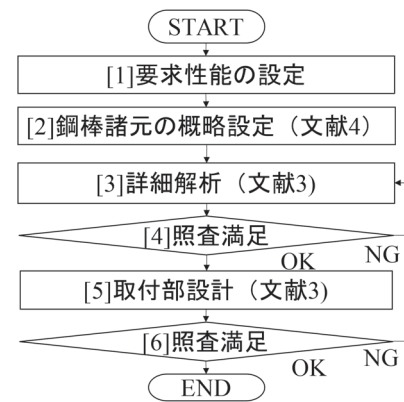 START
[1]要求性能の設定
[2]鋼棒諸元の概略設定（文献4）
[3]詳細解析（文献3)
[4]照査満足
OK
NG
[5]取付部設計（文献3）
[6]照査満足
OK
NG
END